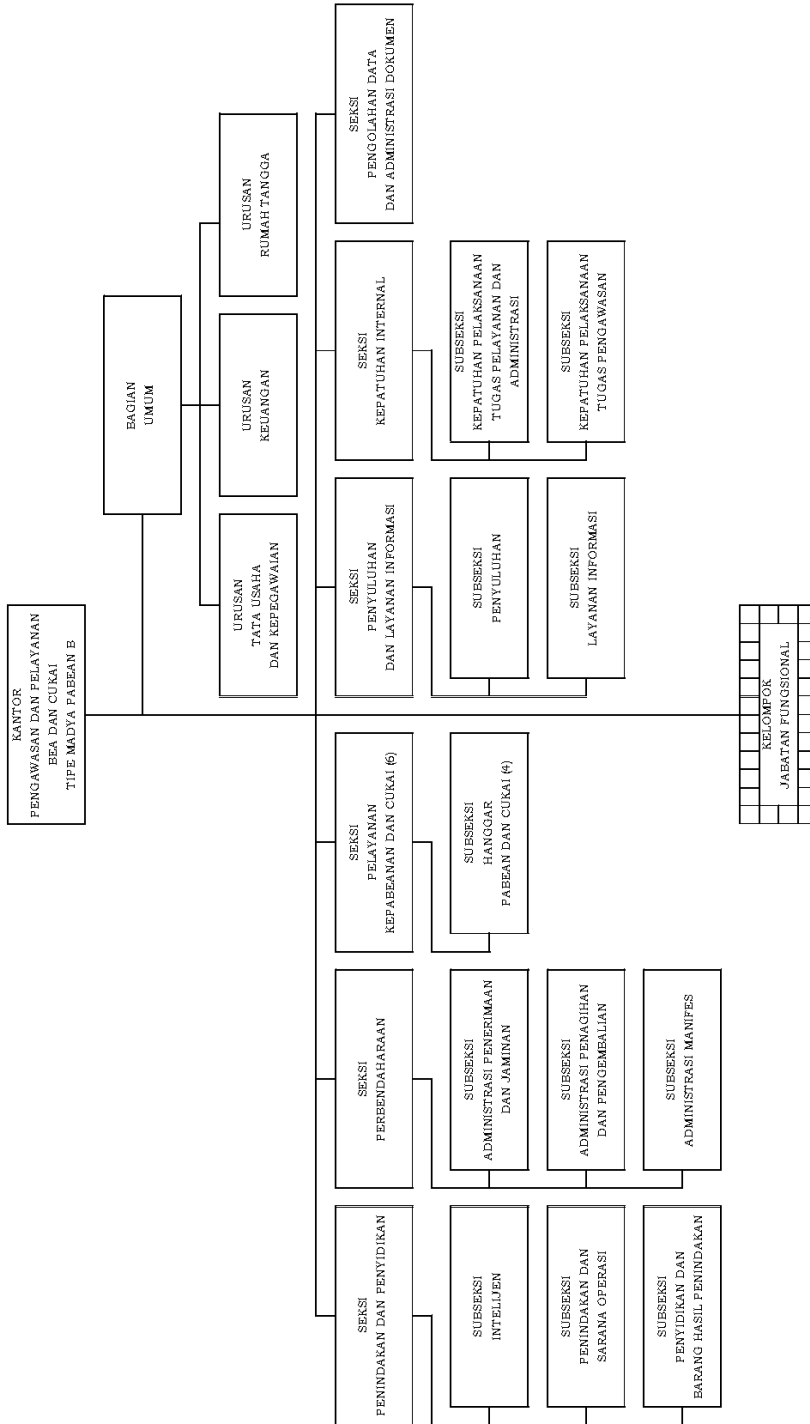 KANTOR
PENGAWASAN DAN PELAYANAN
BEA DAN CUKAI
TIPE MADYA PABEAN B
BAGIAN
UMUM
URUSAN
TATA USAHA
DAN KEPEGAWAIAN
URUSAN
KEUANGAN
URUSAN
RUMAH TANGGA
SEKSI
PENINDAKAN DAN PENYIDIKAN
SEKSI
PERBENDAHARAAN
SEKSI
PELAYANAN
KEPABEANAN DAN CUKAI (6)
SEKSI
PENYULUHAN
DAN LAYANAN INFORMASI
SEKSI
KEPATUHAN INTERNAL
SEKSI
PENGOLAHAN DATA
DAN ADMINISTRASI DOKUMEN
SUBSEKSI
INTELIJEN
SUBSEKSI
ADMINISTRASI PENERIMAAN
DAN JAMINAN
SUBSEKSI
HANGGAR
PABEAN DAN CUKAI (4)
SUBSEKSI
PENYULUHAN
SUBSEKSI
KEPATUHAN PELAKSANAAN
TUGAS PELAYANAN DAN
ADMINISTRASI
SUBSEKSI
PENINDAKAN DAN
SARANA OPERASI
SUBSEKSI
ADMINISTRASI PENAGIHAN
DAN PENGEMBALIAN
SUBSEKSI
LAYANAN INFORMASI
SUBSEKSI
KEPATUHAN PELAKSANAAN
TUGAS PENGAWASAN
SUBSEKSI
PENYIDIKAN DAN
BARANG HASIL PENINDAKAN
SUBSEKSI
ADMINISTRASI MANIFES
KELOMPOK
JABATAN FUNGSIONAL